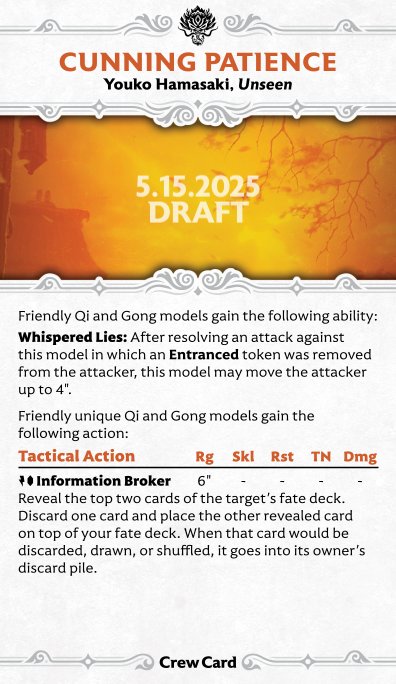 CUNNING PATIENCE
Youko Hamasaki, Unseen
5.15.2025
DRAFT
Friendly Qi and Gong models gain the following ability:
Whispered Lies: After resolving an attack against
this model in which an Entranced token was removed
from the attacker, this model may move the attacker
up to 4".
Friendly unique Qi and Gong models gain the
following action:
Tactical Action Rg Skl Rst TN Dmg
Information Broker 6" - - - -
Reveal the top two cards of the target’s fate deck.
Discard one card and place the other revealed card
on top of your fate deck. When that card would be
discarded, drawn, or shuffled, it goes into its owner’s
discard pile.
Crew Card